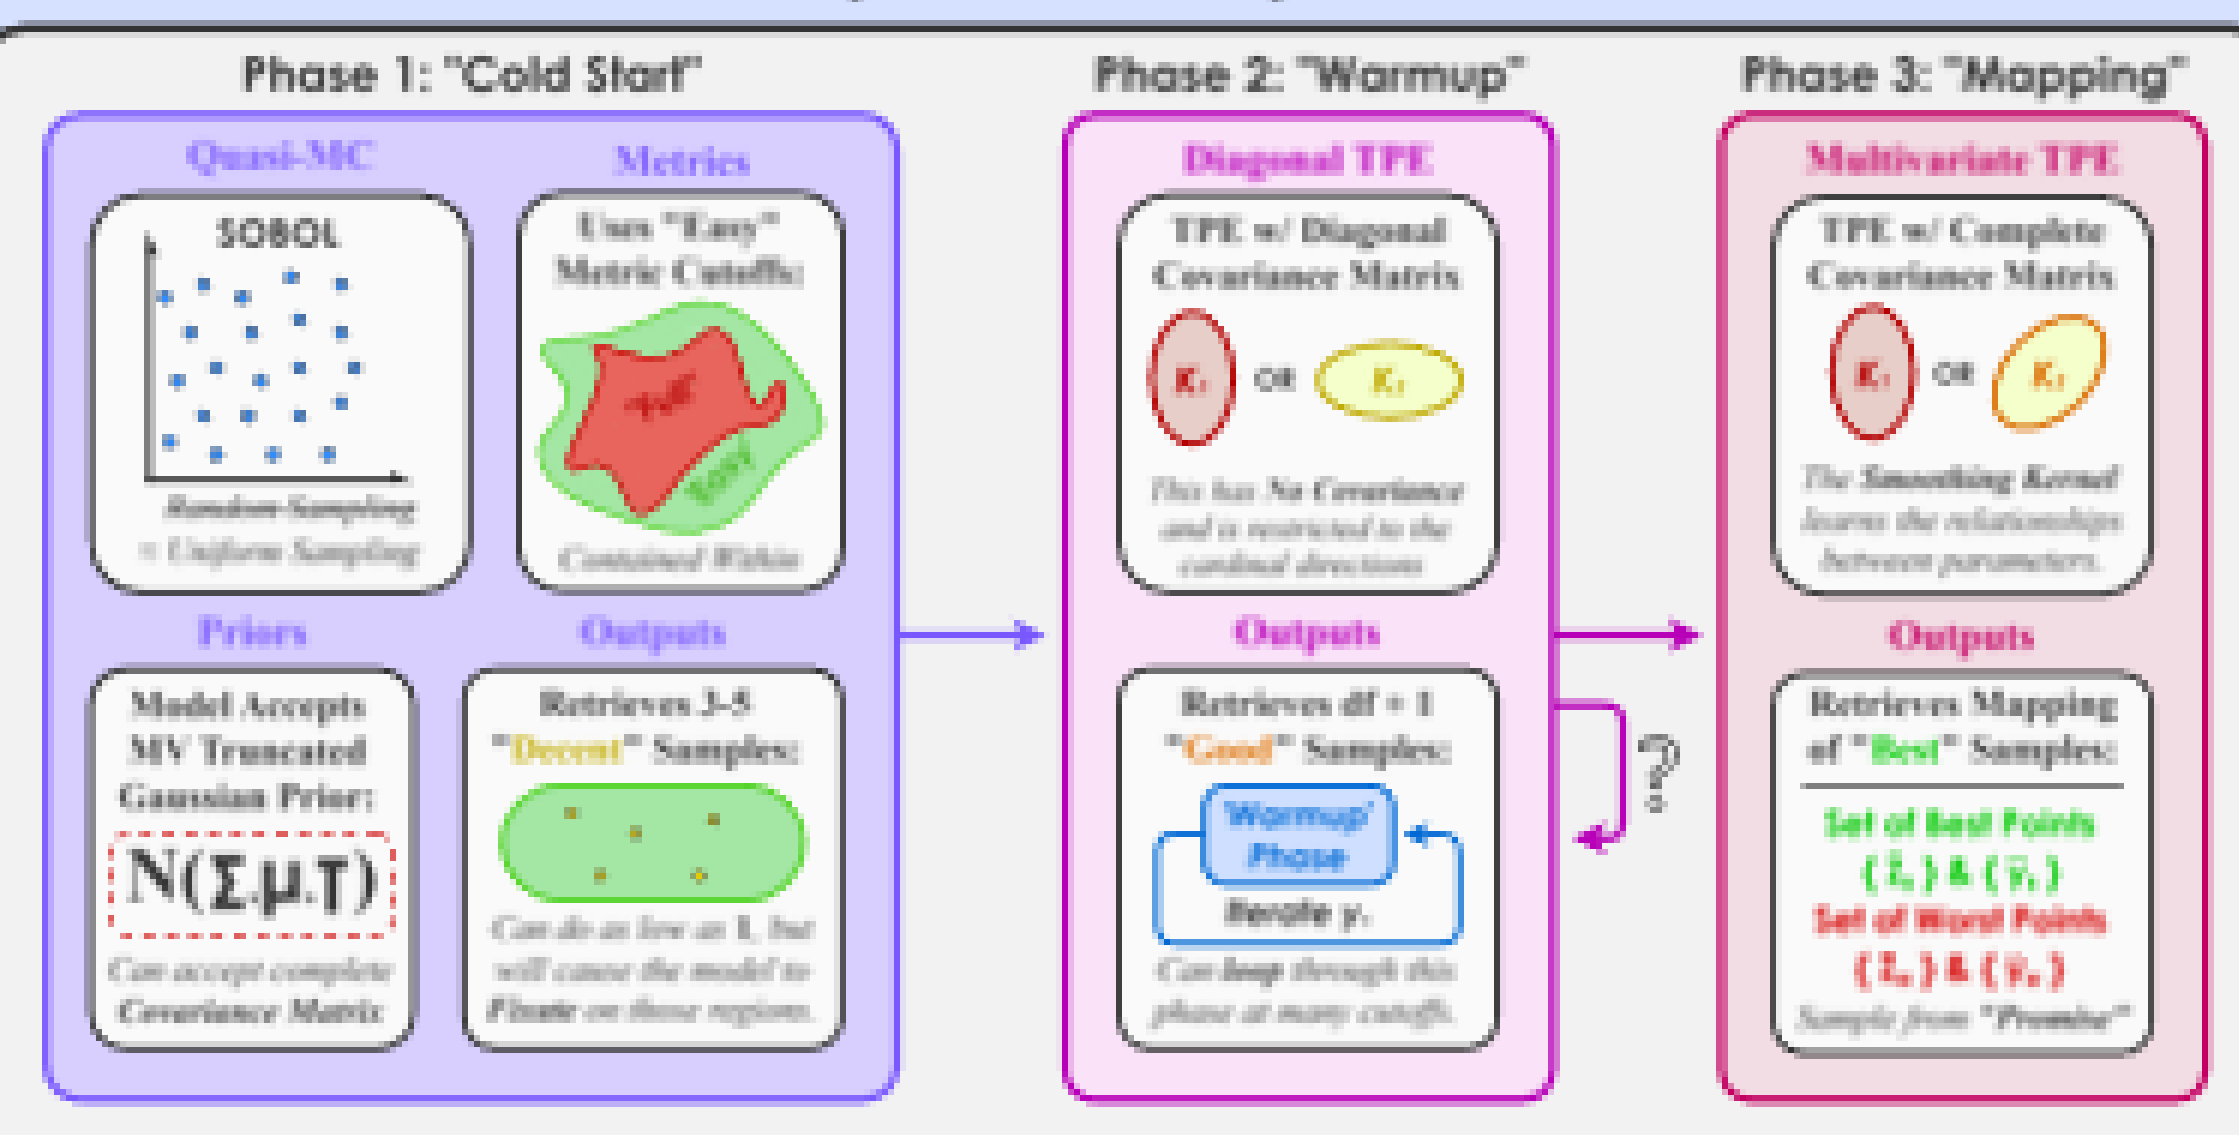 Phase 1: "Cold Start"
Quasi-MC
SOBOL
Random Sampling
Uniform Sampling
Metrics
Uses "Easy"
Metric Cutoffs:
Easy
Contained Within
Priors
Model Accepts
MV Truncated
Gaussian Prior:
N(Σ,μ,T)
Can accept complete
Covariance Matrix
Outputs
Retrieves 3-5
"Decent" Samples:
Can do as low as 1, but
will cause the model to
Fixate on those regions.
Phase 2: "Warmup"
Diagonal TPE
TPE w/ Diagonal
Covariance Matrix
K₁ OR K₂
This has No Covariance
and is restricted to the
cardinal directions
Outputs
Retrieves df + 1
"Good" Samples:
'Warmup'
Phase
Iterate γ.
Can loop through this
phase at many cutoffs.
?
Phase 3: "Mapping"
Multivariate TPE
TPE w/ Complete
Covariance Matrix
K₁ OR K₂
The Smoothing Kernel
learns the relationships
between parameters.
Outputs
Retrieves Mapping
of "Best" Samples:
Set of Best Points
Set of Worst Points
Sample from "Promise"